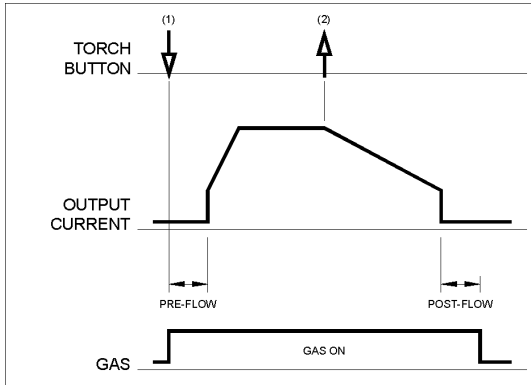 (1)
(2)
TORCH
BUTTON
OUTPUT
CURRENT
PRE-FLOW
POST-FLOW
GAS ON
GAS